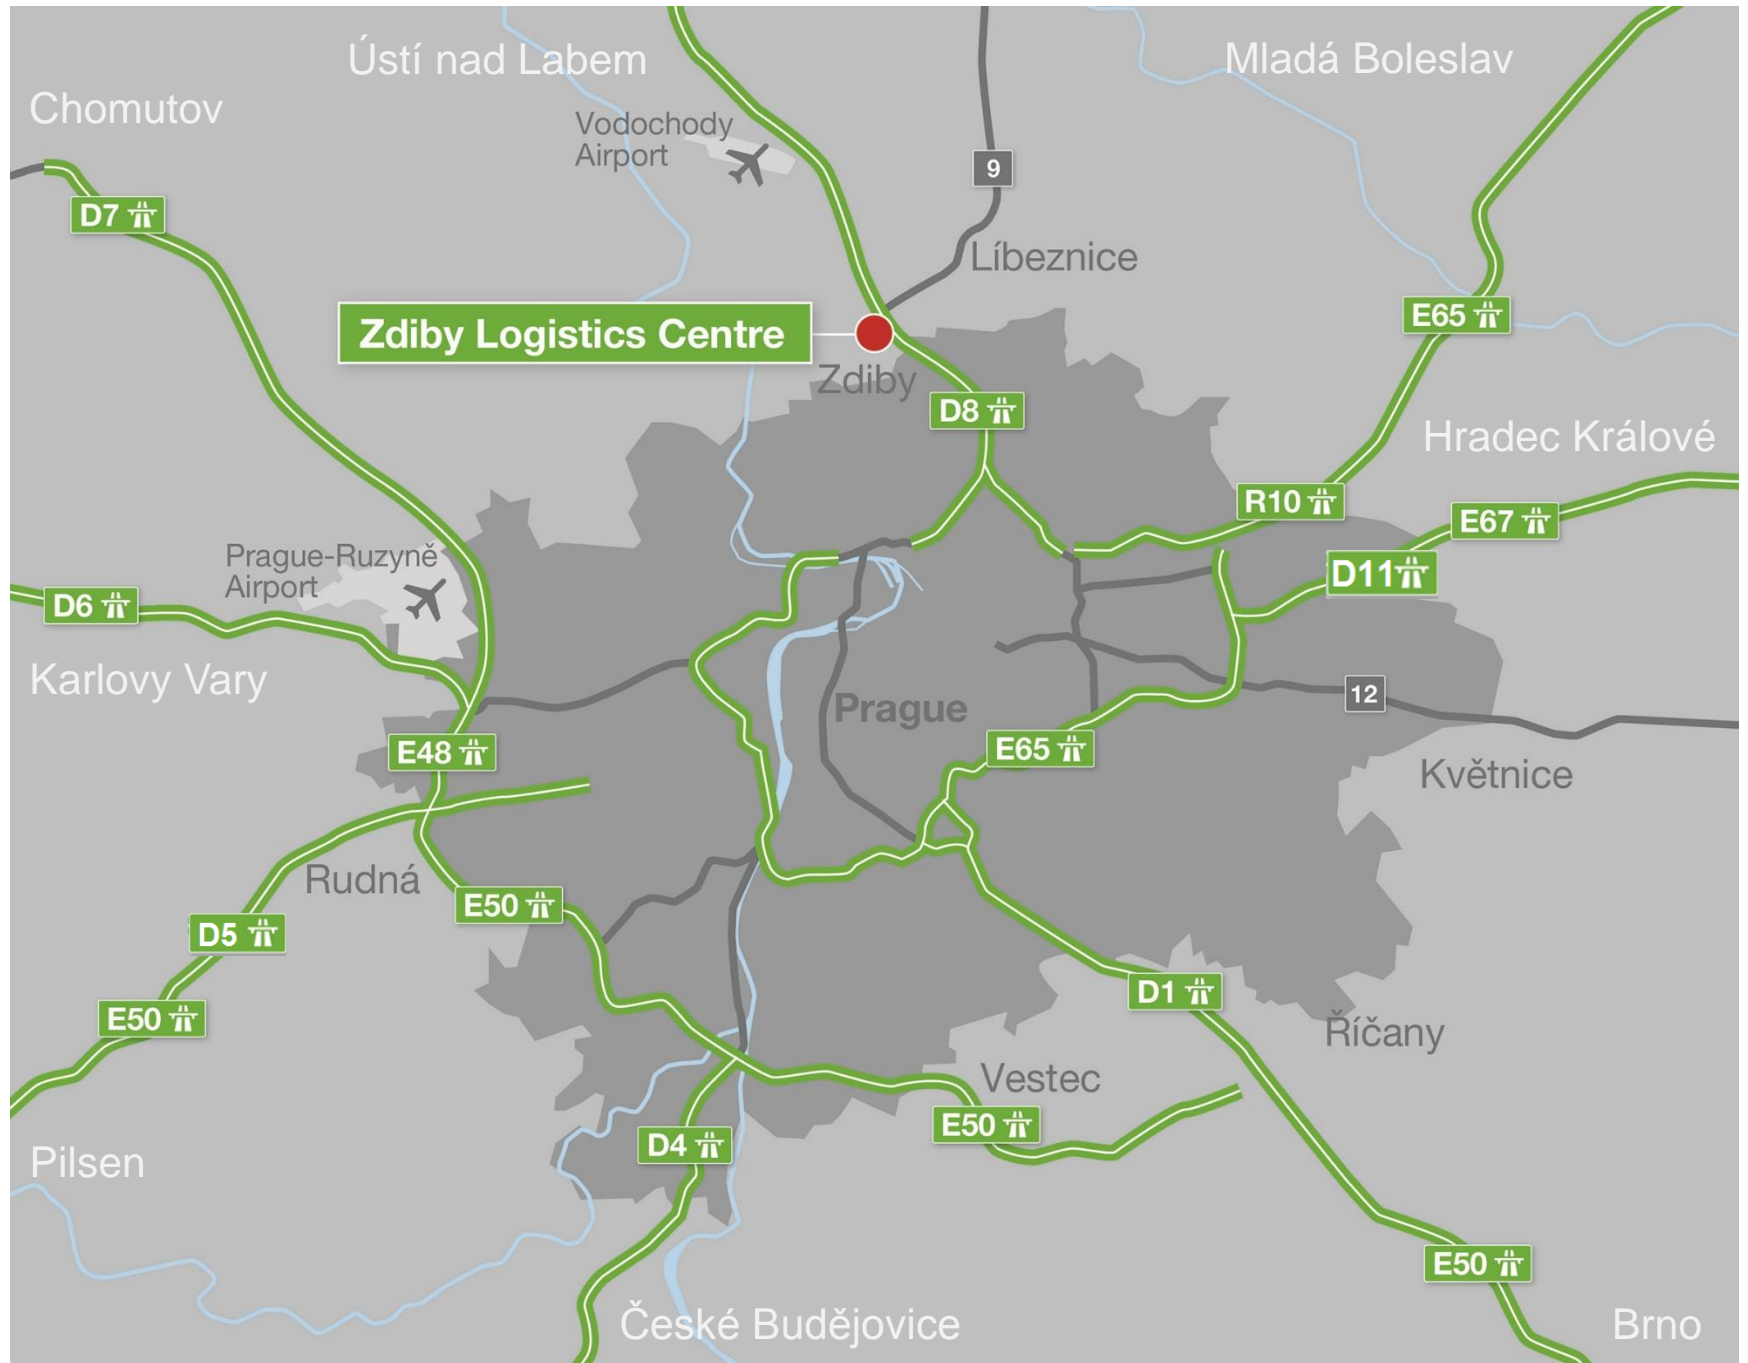 Ústí nad Labem
Mladá Boleslav
Chomutov
Vodochody
Airport
9
D7
Líbeznice
E65
Zdiby Logistics Centre
Zdiby
D8
Hradec Králové
R10
E67
Prague-Ruzyně
Airport
D11
D6
Karlovy Vary
12
Prague
E48
E65
Květnice
Rudná
E50
D5
D1
E50
Říčany
Vestec
E50
D4
Pilsen
E50
České Budějovice
Brno